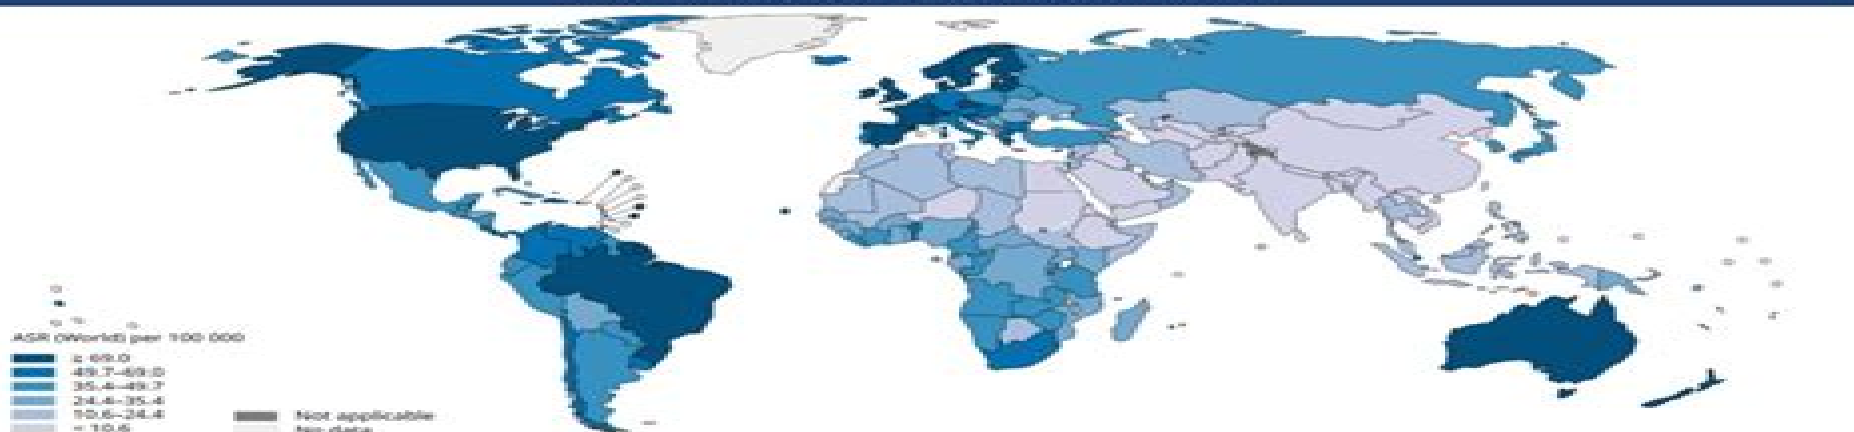 ASR (World) per 100 000
≥ 69.0
49.7–69.0
35.4–49.7
24.4–35.4
10.6–24.4
< 10.6
Not applicable
No data